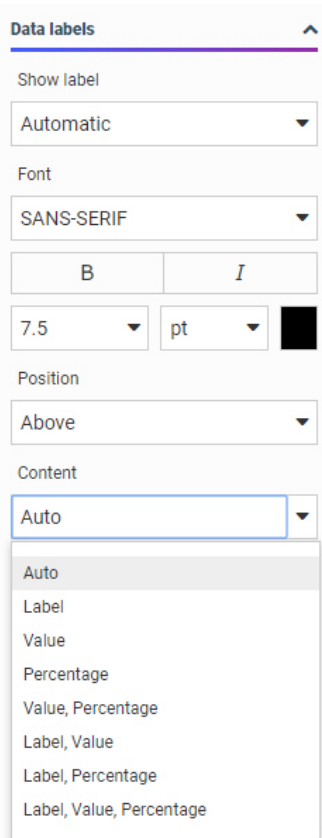 Data labels
Show label
Automatic
Font
SANS-SERIF
B I
7.5 pt
Position
Above
Content
Auto
Auto
Label
Value
Percentage
Value, Percentage
Label, Value
Label, Percentage
Label, Value, Percentage